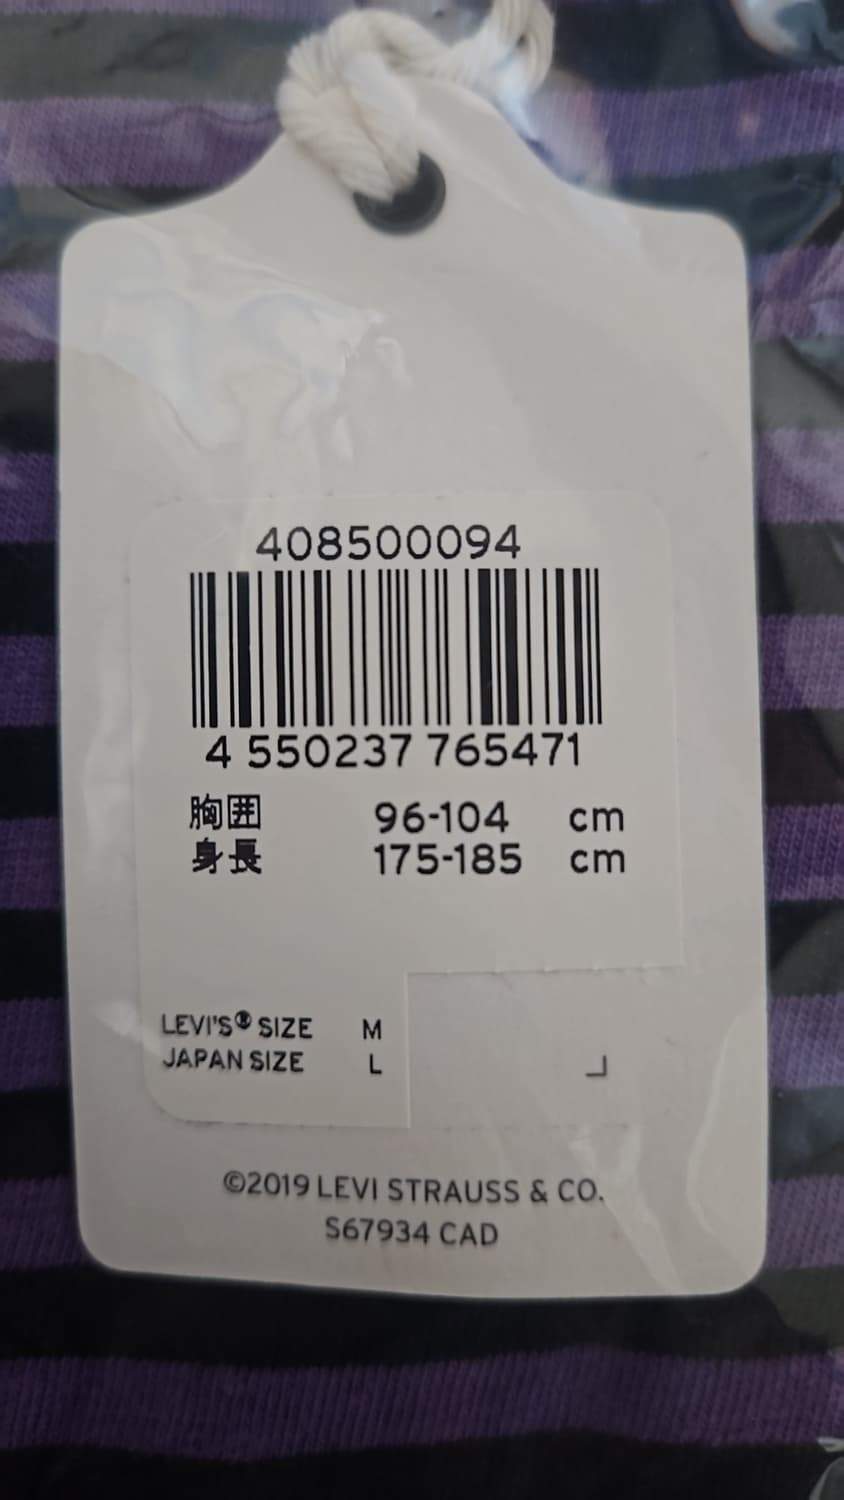 408500094
4 550237 765471
胸囲 96-104 cm
身長 175-185 cm
LEVI'S® SIZE M
JAPAN SIZE L
©2019 LEVI STRAUSS & CO.
S67934 CAD